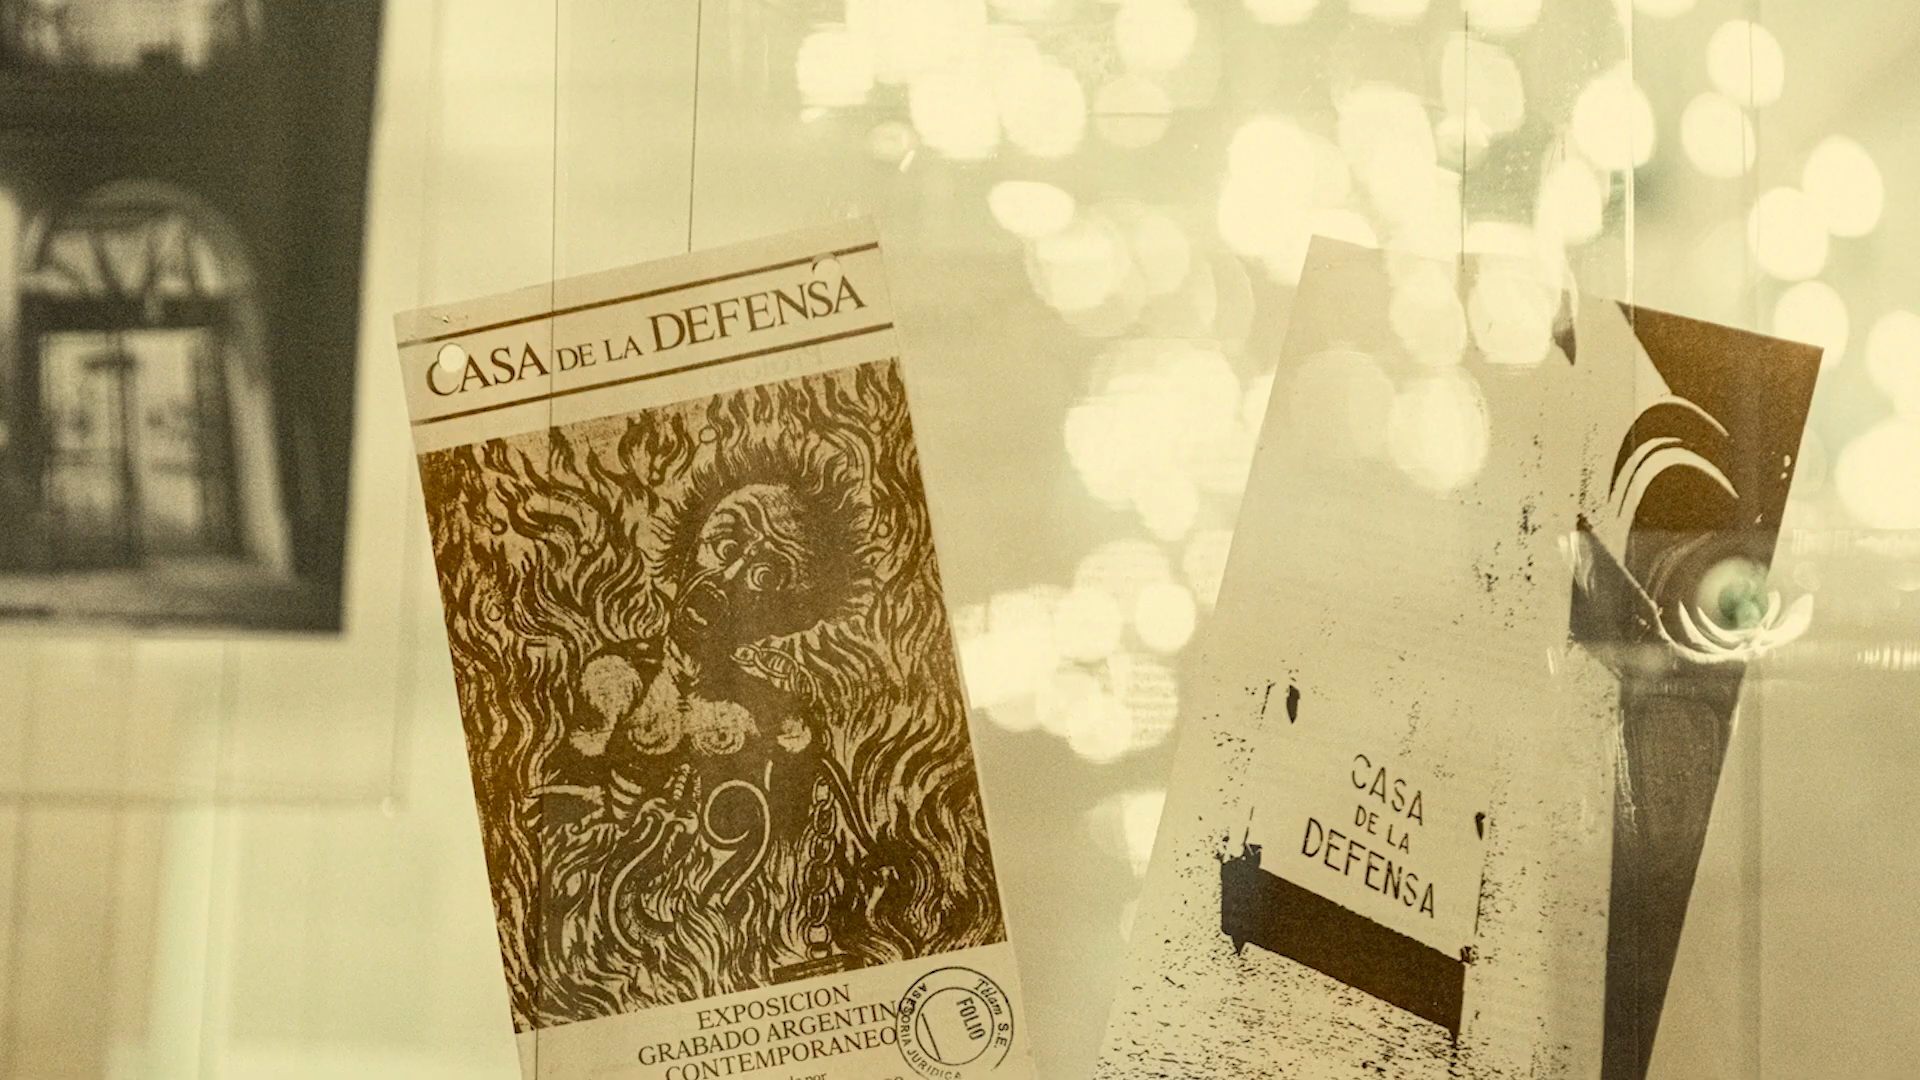 CASA DE LA DEFENSA
EXPOSICION
GRABADO ARGENTINO
CONTEMPORANEO
Télam S.E.
ASESORIA JURIDICA
FOLIO
CASA
DE LA
DEFENSA